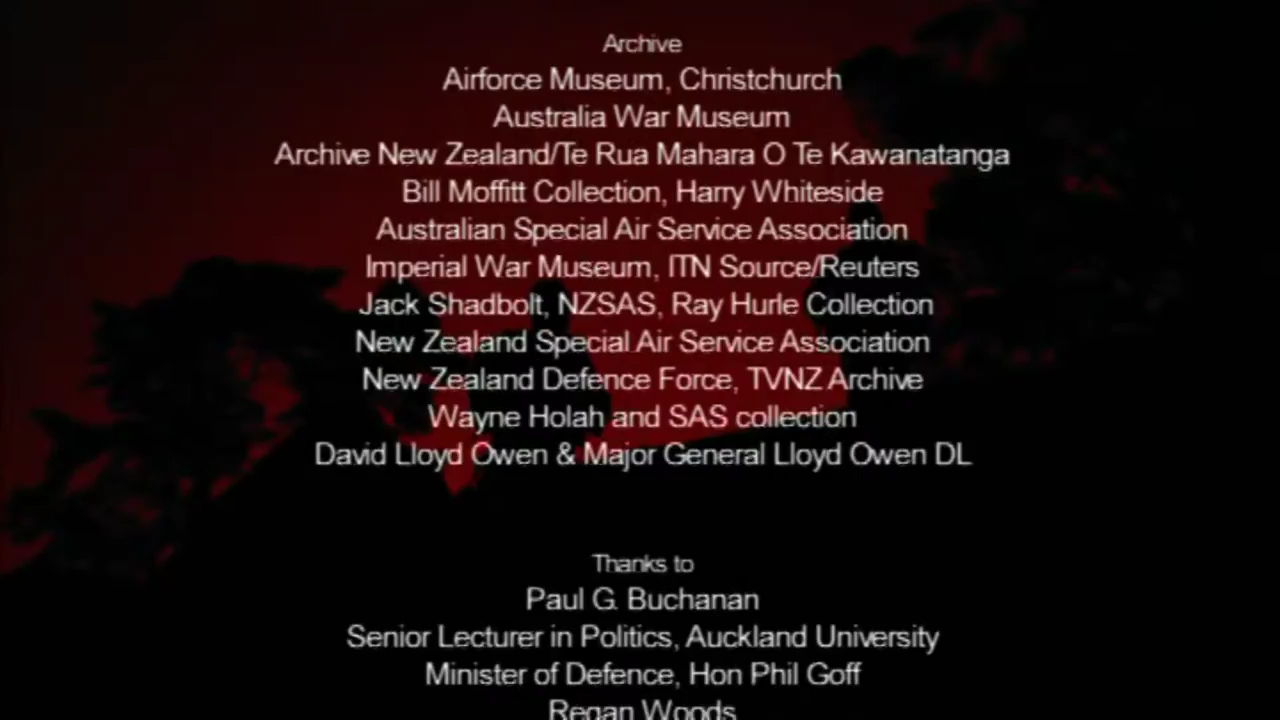 Archive
Airforce Museum, Christchurch
Australia War Museum
Archive New Zealand/Te Rua Mahara O Te Kawanatanga
Bill Moffitt Collection, Harry Whiteside
Australian Special Air Service Association
Imperial War Museum, ITN Source/Reuters
Jack Shadbolt, NZSAS, Ray Hurle Collection
New Zealand Special Air Service Association
New Zealand Defence Force, TVNZ Archive
Wayne Holah and SAS collection
David Lloyd Owen & Major General Lloyd Owen DL
Thanks to
Paul G. Buchanan
Senior Lecturer in Politics, Auckland University
Minister of Defence, Hon Phil Goff
Regan Woods